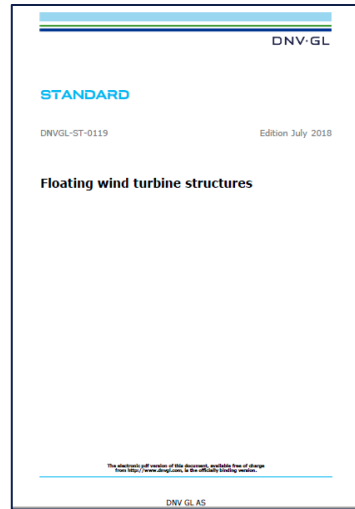 DNV·GL
STANDARD
DNVGL-ST-0119 Edition July 2018
Floating wind turbine structures
The electronic pdf version of this document, available free of charge
from http://www.dnvgl.com, is the officially binding version.
DNV GL AS